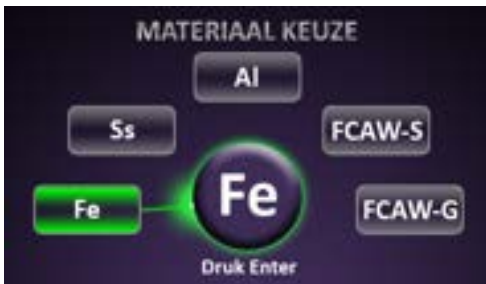 MATERIAAL KEUZE
Al
Ss
FCAW-S
Fe
Fe
FCAW-G
Druk Enter